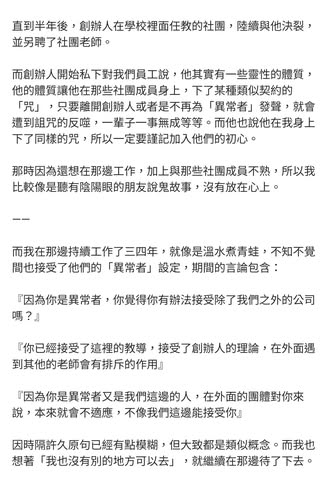 直到半年後，創辦人在學校裡面任教的社團，陸續與他決裂，
並另聘了社團老師。
而創辦人開始私下對我們員工說，他其實有一些靈性的體質，
他的體質讓他在那些社團成員身上，下了某種類似契約的
「咒」，只要離開創辦人或者是不再為「異常者」發聲，就會
遭到詛咒的反噬，一輩子一事無成等等。而他也說他在我身上
下了同樣的咒，所以一定要謹記加入他們的初心。
那時因為還想在那邊工作，加上與那些社團成員不熟，所以我
比較像是聽有陰陽眼的朋友說鬼故事，沒有放在心上。
——
而我在那邊持續工作了三四年，就像是溫水煮青蛙，不知不覺
間也接受了他們的「異常者」設定，期間的言論包含：
『因為你是異常者，你覺得你有辦法接受除了我們之外的公司
嗎？』
『你已經接受了這裡的教導，接受了創辦人的理論，在外面遇
到其他的老師會有排斥的作用』
『因為你是異常者又是我們這邊的人，在外面的團體對你來
說，本來就會不適應，不像我們這邊能接受你』
因時隔許久原句已經有點模糊，但大致都是類似概念。而我也
想著「我也沒有別的地方可以去」，就繼續在那邊待了下去。